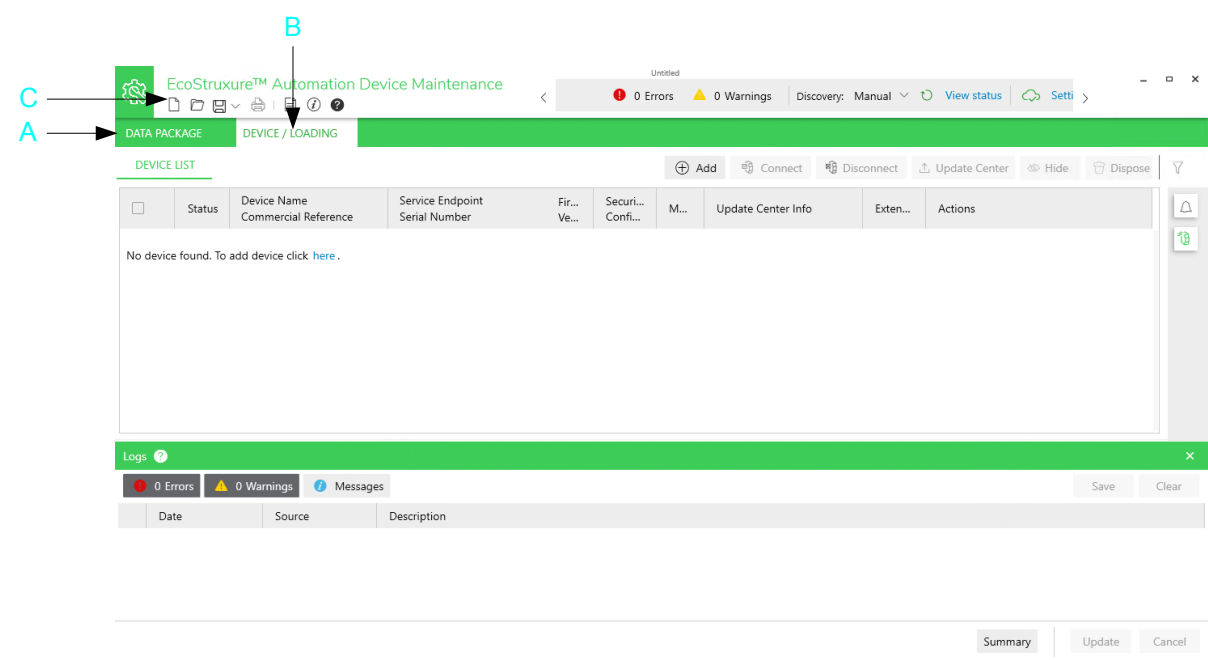 B
EcoStruxure™ Automation Device Maintenance
Untitled
C
0 Errors 0 Warnings Discovery: Manual View status Setti
A
DATA PACKAGE DEVICE / LOADING
DEVICE LIST
Add Connect Disconnect Update Center Hide Dispose
Status Device Name Service Endpoint Fir... Securi... M... Update Center Info Exten... Actions
Commercial Reference Serial Number Ve... Confi...
No device found. To add device click here .
Logs ?
0 Errors 0 Warnings Messages Save Clear
Date Source Description
Summary Update Cancel